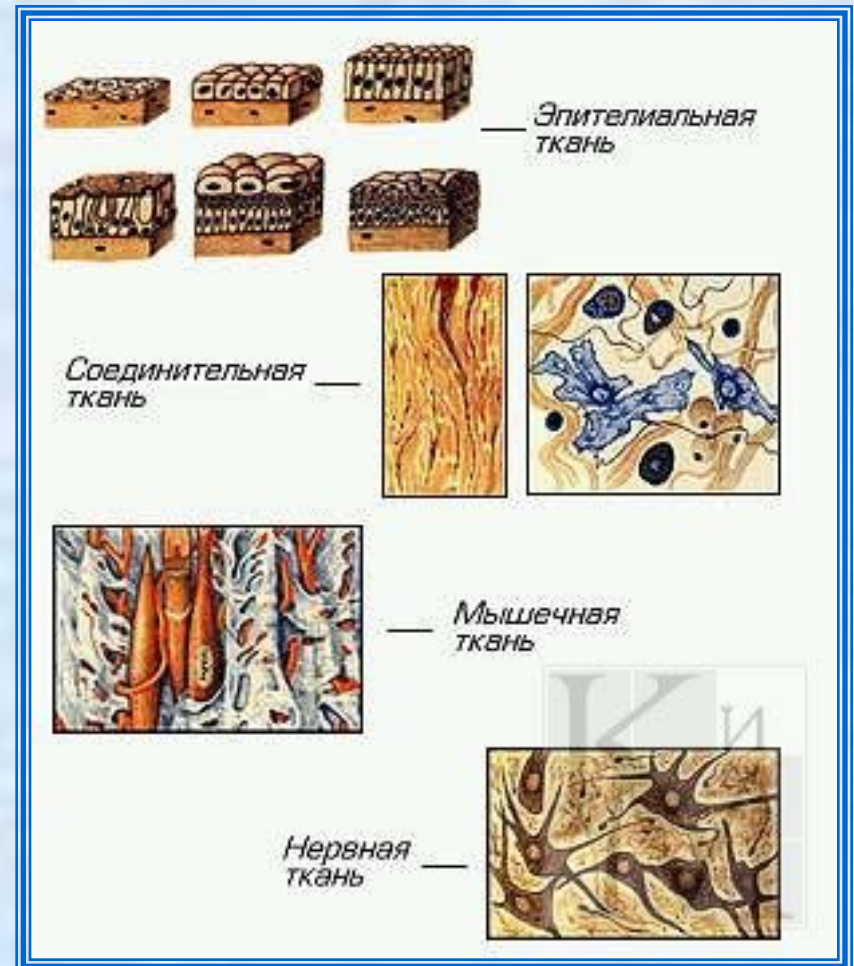 Эпителиальная
ткань
Соединительная
ткань
Мышечная
ткань
Нервная
ткань
К и